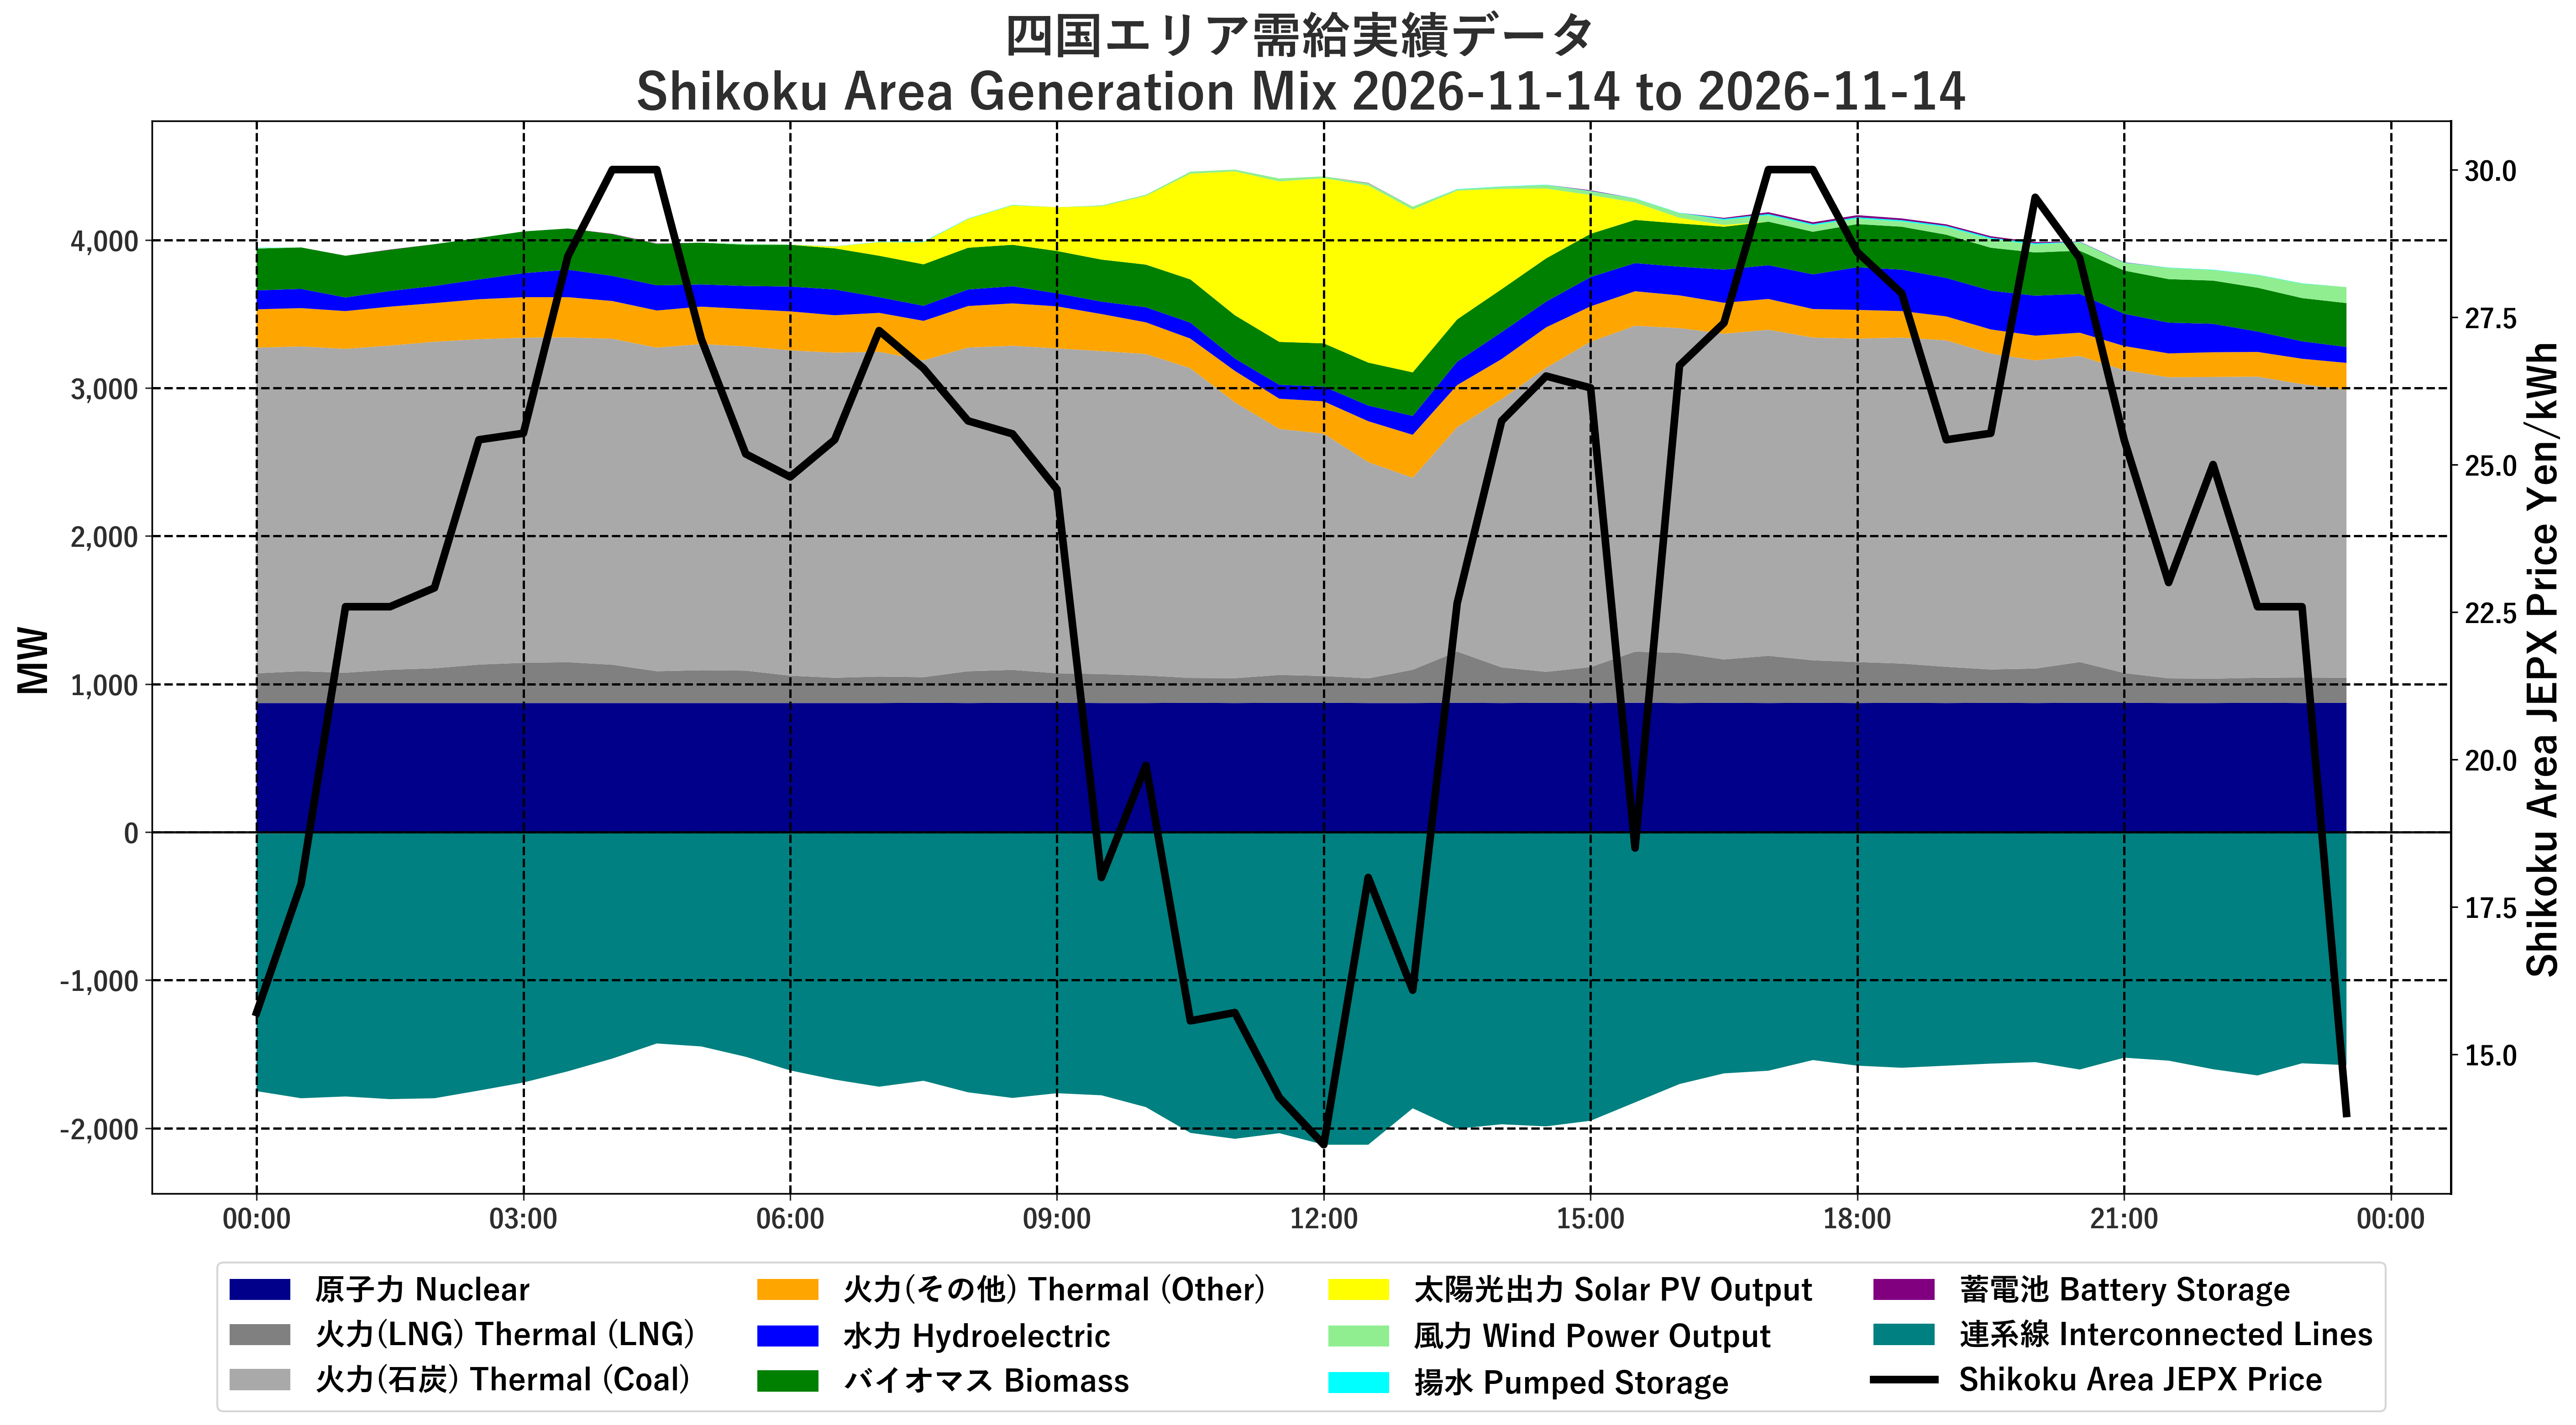 四国エリア需給実績データ
Shikoku Area Generation Mix 2026-11-14 to 2026-11-14
MW
4,000
3,000
2,000
1,000
0
-1,000
-2,000
30.0
27.5
25.0
22.5
20.0
17.5
15.0
Shikoku Area JEPX Price Yen/kWh
00:00 03:00 06:00 09:00 12:00 15:00 18:00 21:00 00:00
原子力 Nuclear
火力(LNG) Thermal (LNG)
火力(石炭) Thermal (Coal)
火力(その他) Thermal (Other)
水力 Hydroelectric
バイオマス Biomass
太陽光出力 Solar PV Output
風力 Wind Power Output
揚水 Pumped Storage
蓄電池 Battery Storage
連系線 Interconnected Lines
Shikoku Area JEPX Price